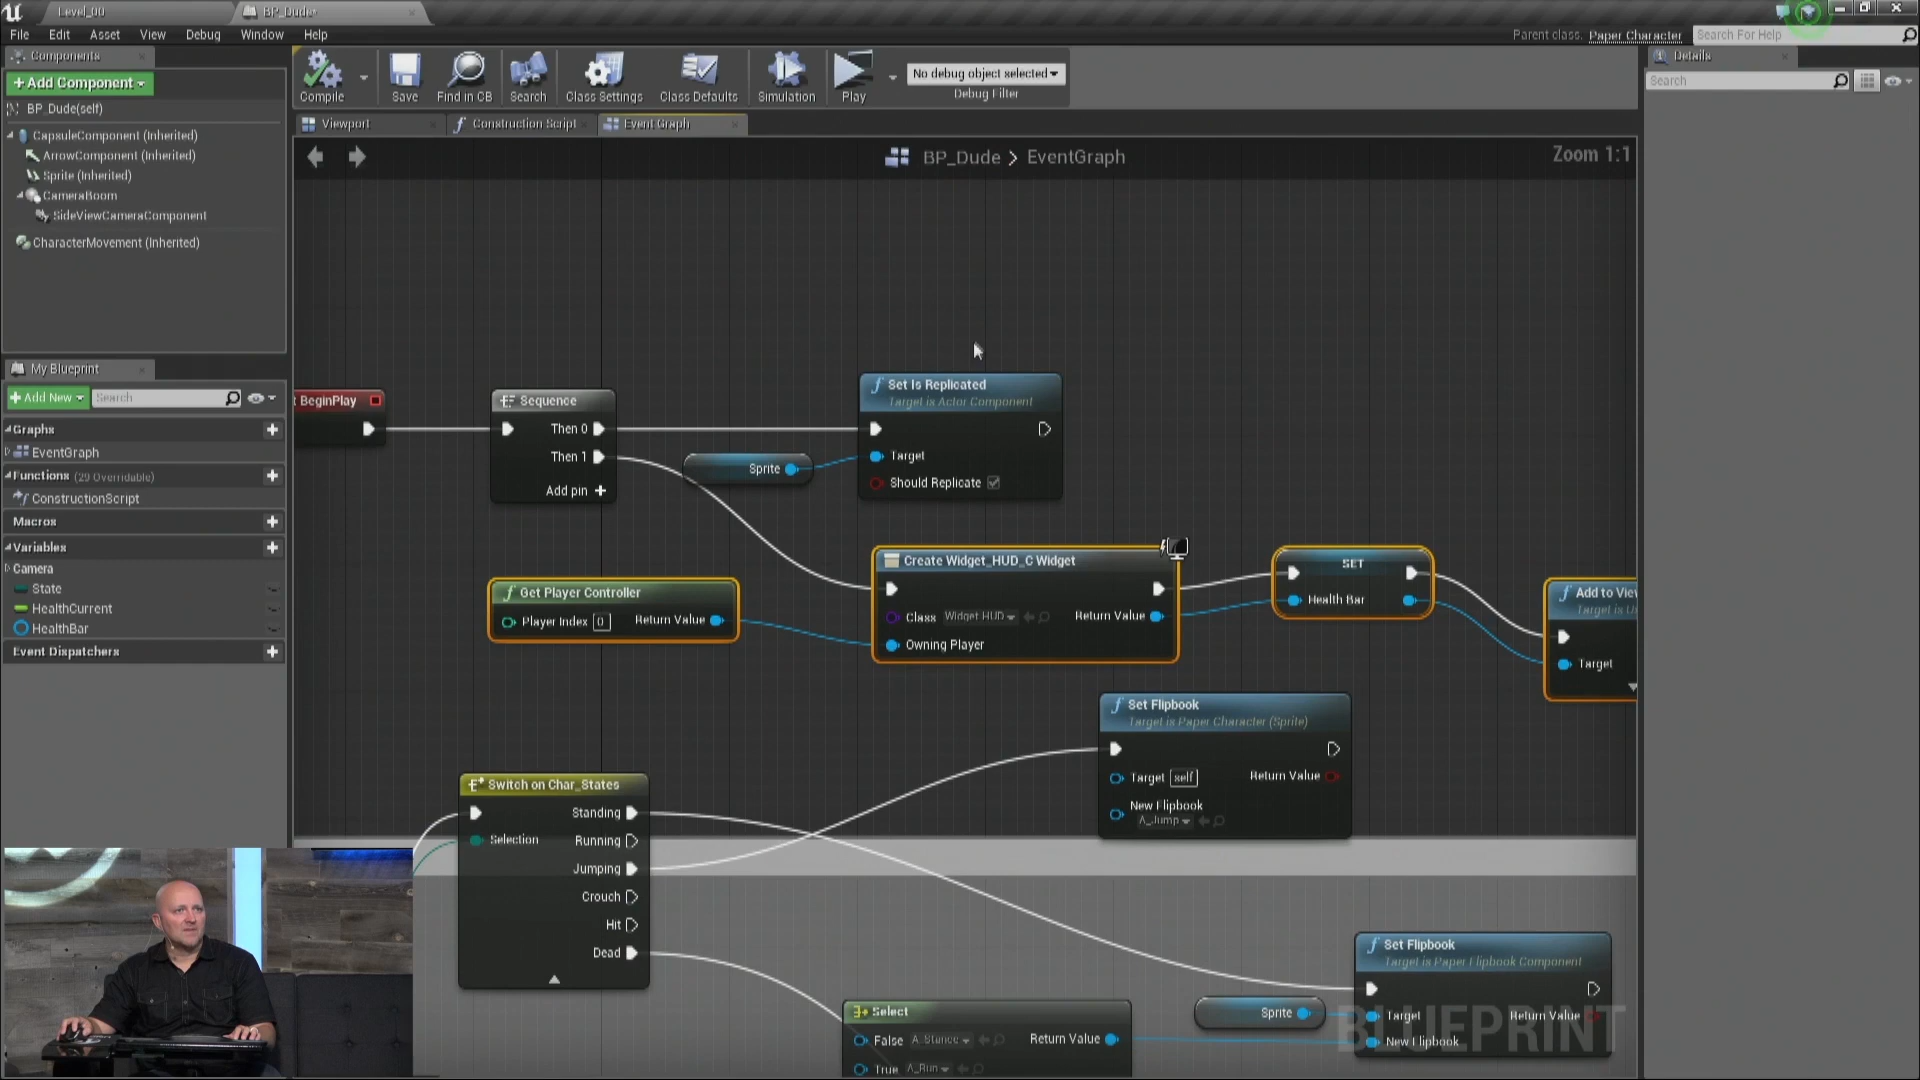 Level_00
BP_Dude*
File Edit Asset View Debug Window Help
Parent class: Paper Character
Search For Help
Components
+ Add Component
BP_Dude(self)
CapsuleComponent (Inherited)
ArrowComponent (Inherited)
Sprite (Inherited)
CameraBoom
SideViewCameraComponent
CharacterMovement (Inherited)
My Blueprint
+ Add New
Search
Graphs
EventGraph
Functions (29 Overridable)
ConstructionScript
Macros
Variables
Camera
State
HealthCurrent
HealthBar
Event Dispatchers
Compile
Save
Find in CB
Search
Class Settings
Class Defaults
Simulation
Play
No debug object selected
Debug Filter
Viewport
Construction Script
Event Graph
BP_Dude > EventGraph
Zoom 1:1
t BeginPlay
Sequence
Then 0
Then 1
Add pin +
Sprite
Set Is Replicated
Target is Actor Component
Target
Should Replicate
Get Player Controller
Player Index 0
Return Value
Create Widget_HUD_C Widget
Class Widget HUD
Return Value
Owning Player
SET
Health Bar
Add to View
Target is Us
Target
Set Flipbook
Target is Paper Character (Sprite)
Target self
Return Value
New Flipbook
A_Jump
Switch on Char_States
Standing
Selection
Running
Jumping
Crouch
Hit
Dead
Select
False A_Stance
Return Value
True A_Run
Sprite
Set Flipbook
Target is Paper Flipbook Component
Target
Return Value
New Flipbook
BLUEPRINT
Details
Search